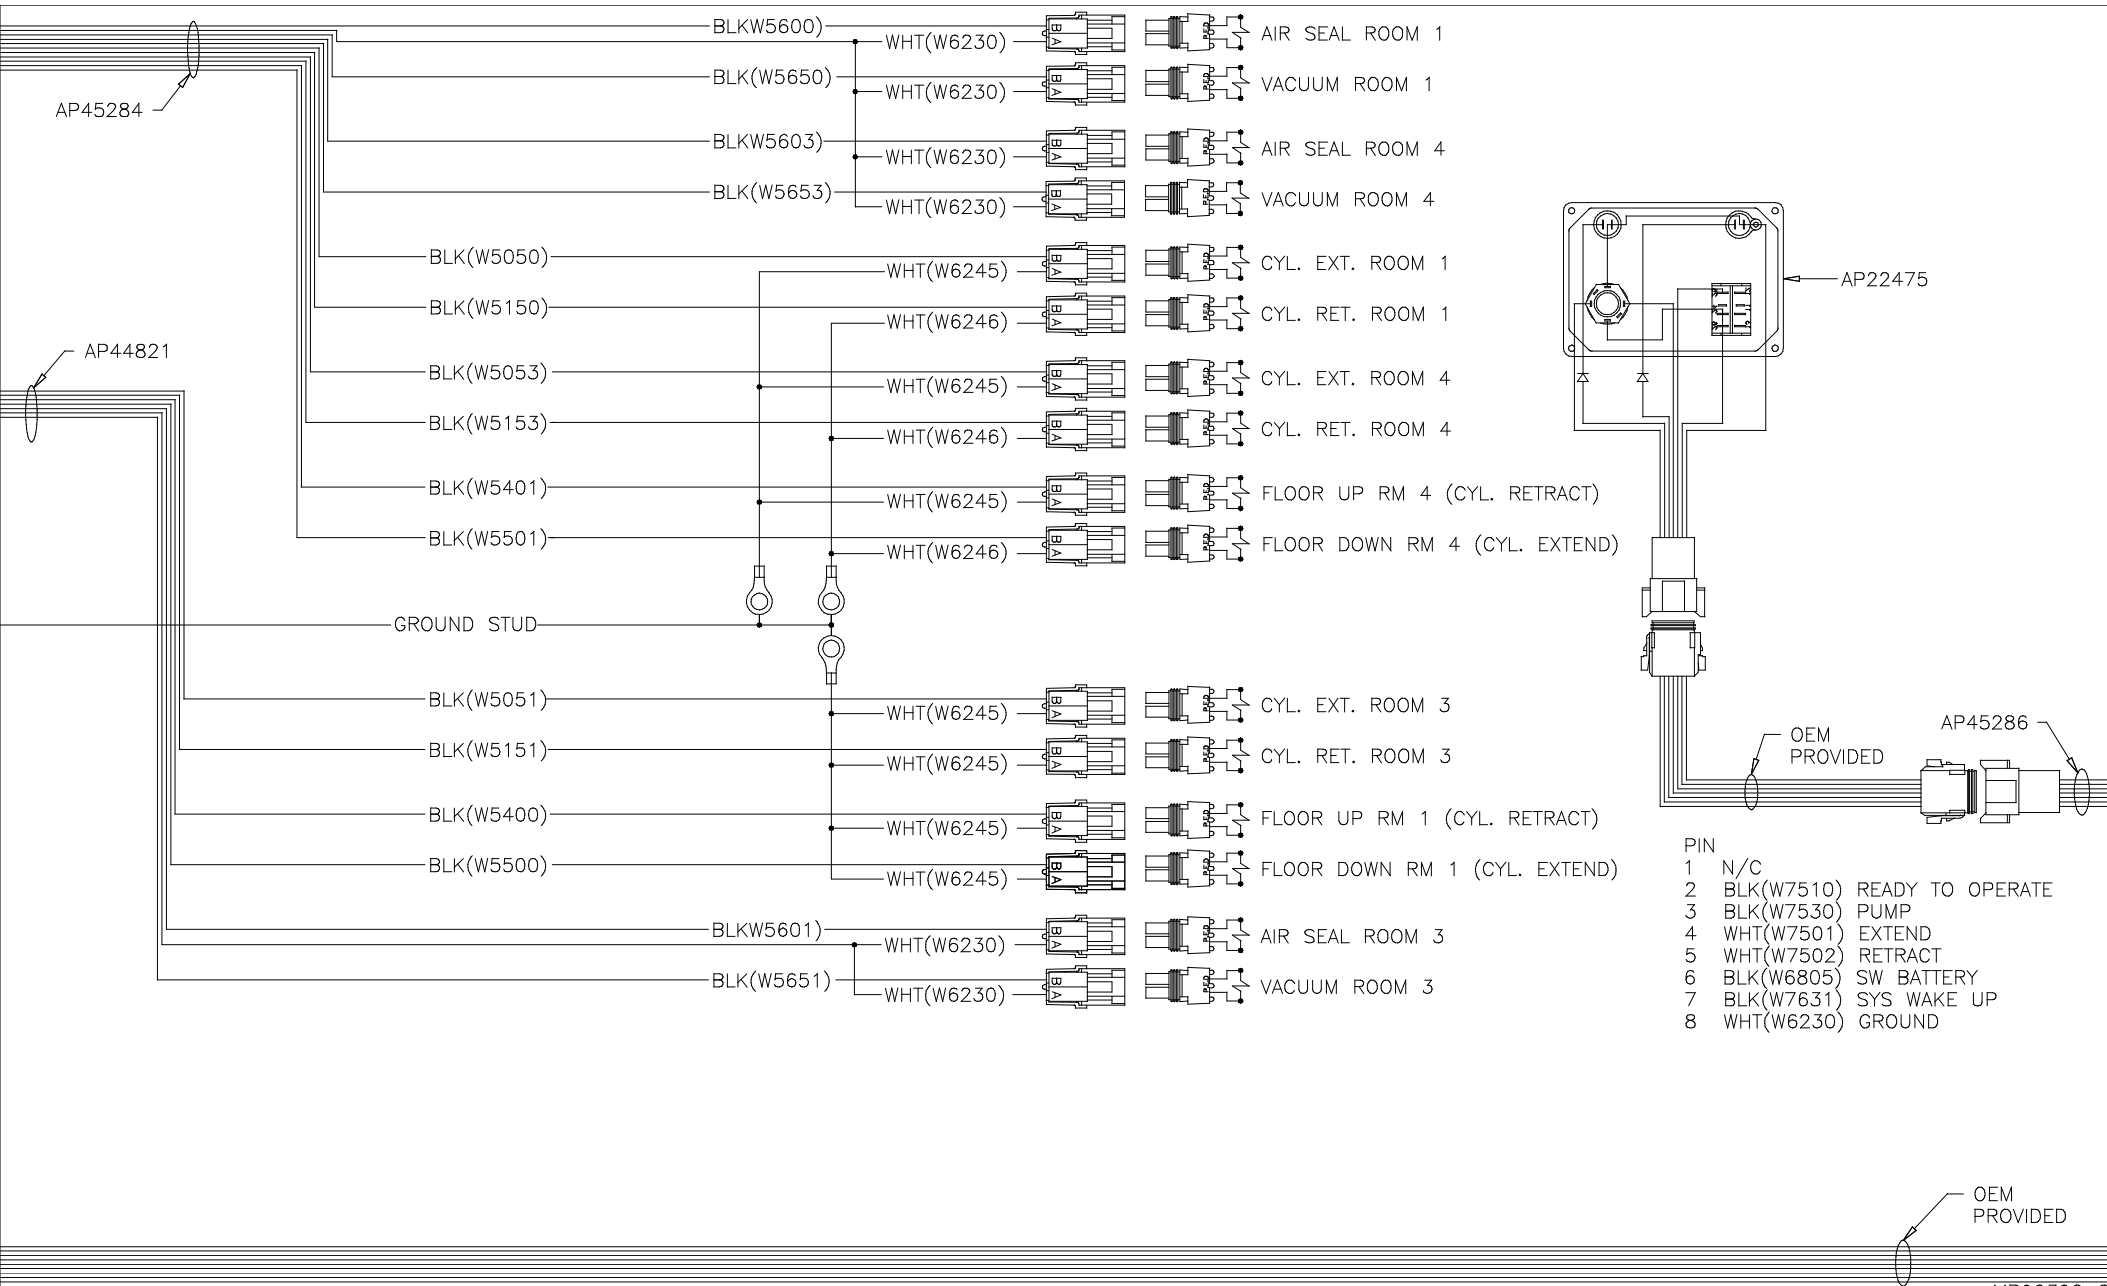 BLKW5600)
WHT(W6230)
AIR SEAL ROOM 1
BLK(W5650)
WHT(W6230)
VACUUM ROOM 1
AP45284
BLKW5603)
WHT(W6230)
AIR SEAL ROOM 4
BLK(W5653)
WHT(W6230)
VACUUM ROOM 4
BLK(W5050)
WHT(W6245)
CYL. EXT. ROOM 1
AP22475
BLK(W5150)
WHT(W6246)
CYL. RET. ROOM 1
AP44821
BLK(W5053)
WHT(W6245)
CYL. EXT. ROOM 4
BLK(W5153)
WHT(W6246)
CYL. RET. ROOM 4
BLK(W5401)
WHT(W6245)
FLOOR UP RM 4 (CYL. RETRACT)
BLK(W5501)
WHT(W6246)
FLOOR DOWN RM 4 (CYL. EXTEND)
GROUND STUD
BLK(W5051)
WHT(W6245)
CYL. EXT. ROOM 3
BLK(W5151)
WHT(W6245)
CYL. RET. ROOM 3
OEM
PROVIDED
AP45286
BLK(W5400)
WHT(W6245)
FLOOR UP RM 1 (CYL. RETRACT)
BLK(W5500)
WHT(W6245)
FLOOR DOWN RM 1 (CYL. EXTEND)
BLKW5601)
WHT(W6230)
AIR SEAL ROOM 3
BLK(W5651)
WHT(W6230)
VACUUM ROOM 3
PIN
1 N/C
2 BLK(W7510) READY TO OPERATE
3 BLK(W7530) PUMP
4 WHT(W7501) EXTEND
5 WHT(W7502) RETRACT
6 BLK(W6805) SW BATTERY
7 BLK(W7631) SYS WAKE UP
8 WHT(W6230) GROUND
OEM
PROVIDED